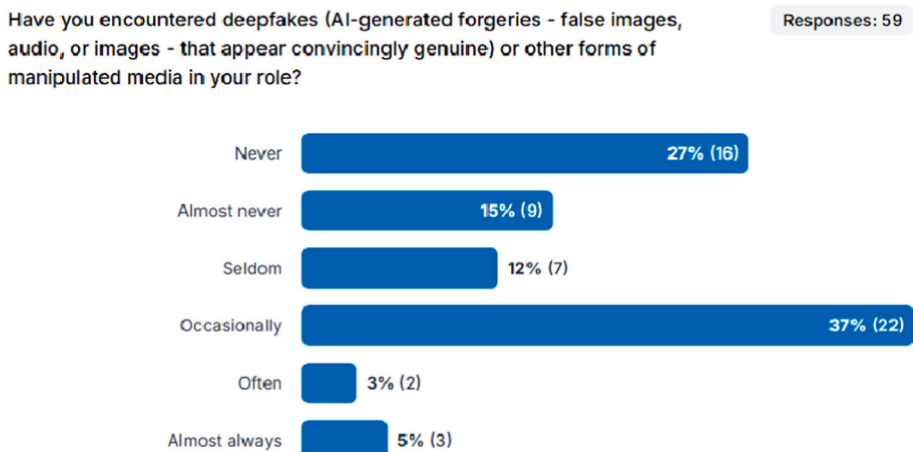 Have you encountered deepfakes (AI-generated forgeries - false images,
audio, or images - that appear convincingly genuine) or other forms of
manipulated media in your role?
Responses: 59
Never 27% (16)
Almost never 15% (9)
Seldom 12% (7)
Occasionally 37% (22)
Often 3% (2)
Almost always 5% (3)